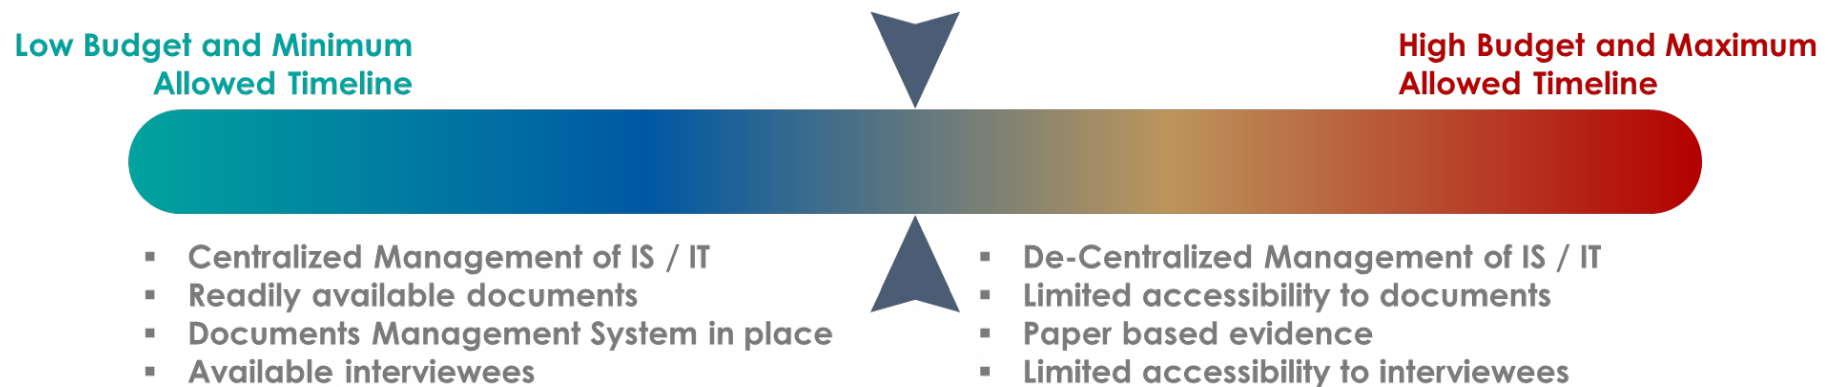 Low Budget and Minimum
Allowed Timeline
High Budget and Maximum
Allowed Timeline
▪ Centralized Management of IS / IT
▪ Readily available documents
▪ Documents Management System in place
▪ Available interviewees
▪ De-Centralized Management of IS / IT
▪ Limited accessibility to documents
▪ Paper based evidence
▪ Limited accessibility to interviewees